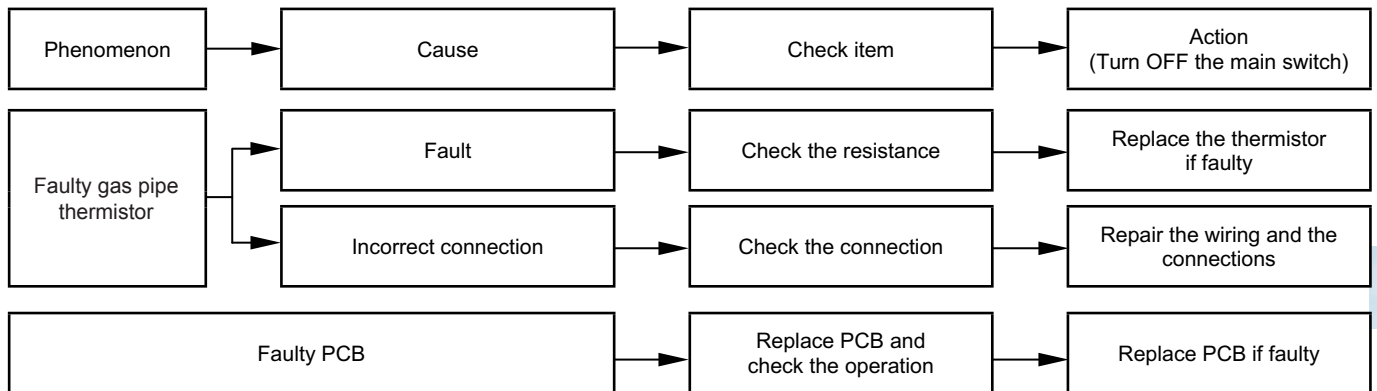 Phenomenon
Cause
Check item
Action
(Turn OFF the main switch)
Faulty gas pipe
thermistor
Fault
Check the resistance
Replace the thermistor
if faulty
Incorrect connection
Check the connection
Repair the wiring and the
connections
Faulty PCB
Replace PCB and
check the operation
Replace PCB if faulty